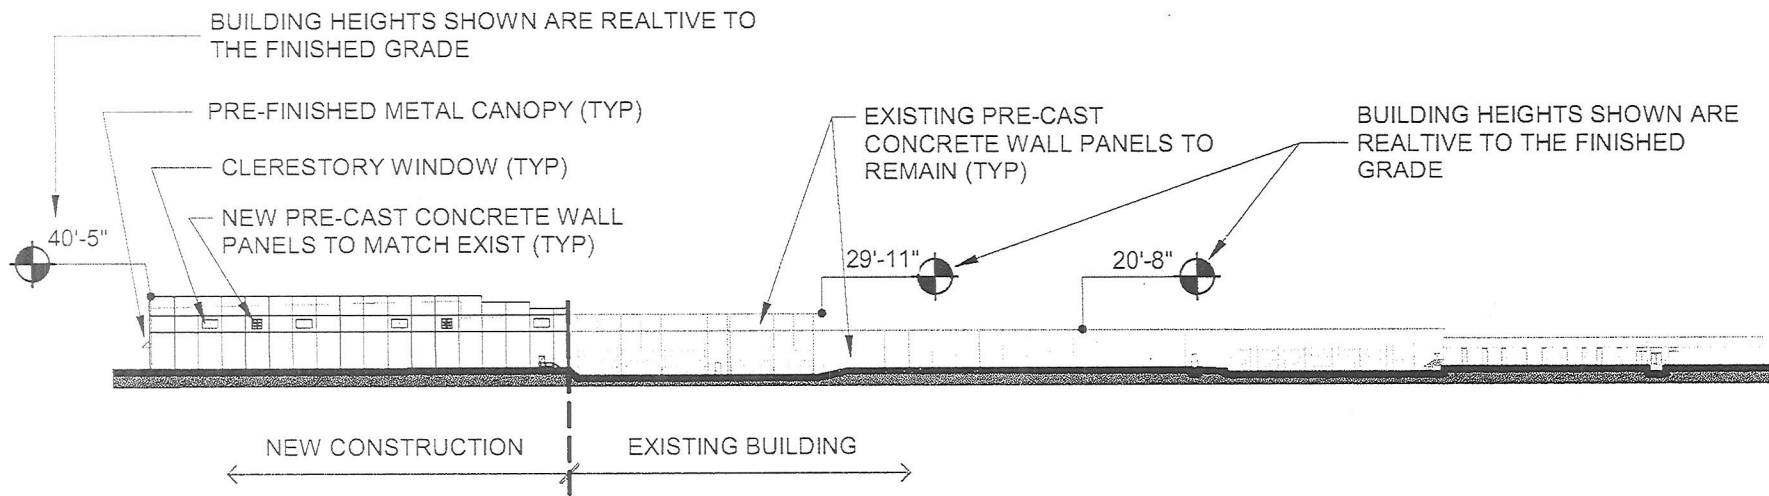 BUILDING HEIGHTS SHOWN ARE REALTIVE TO
THE FINISHED GRADE
PRE-FINISHED METAL CANOPY (TYP)
CLERESTORY WINDOW (TYP)
NEW PRE-CAST CONCRETE WALL
PANELS TO MATCH EXIST (TYP)
40'-5"
EXISTING PRE-CAST
CONCRETE WALL PANELS TO
REMAIN (TYP)
BUILDING HEIGHTS SHOWN ARE
REALTIVE TO THE FINISHED
GRADE
29'-11"
20'-8"
NEW CONSTRUCTION
EXISTING BUILDING